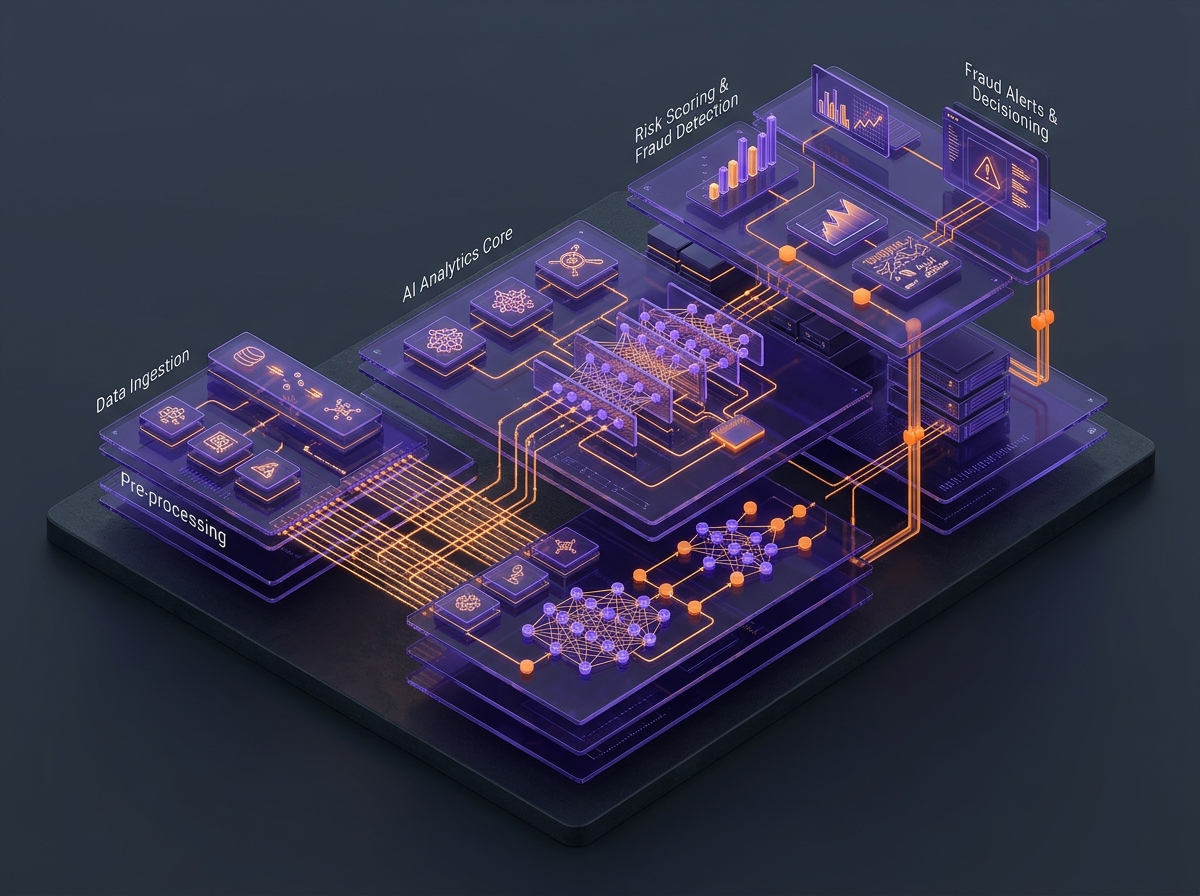 Data Ingestion
Pre-processing
AI Analytics Core
Risk Scoring &
Fraud Detection
Fraud Alerts &
Decisioning